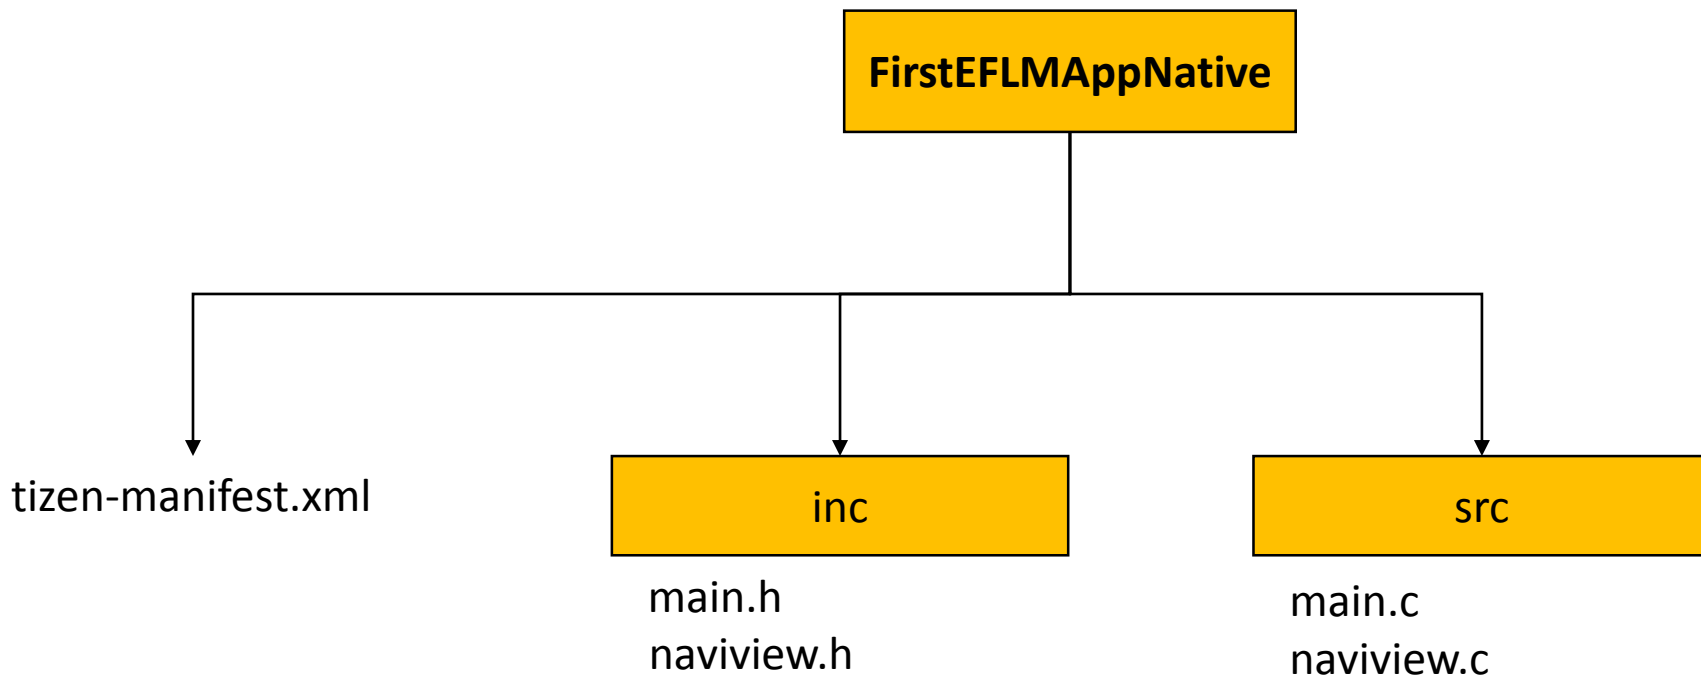 FirstEFLMAppNative
tizen-manifest.xml
inc
src
main.h
naviview.h
main.c
naviview.c